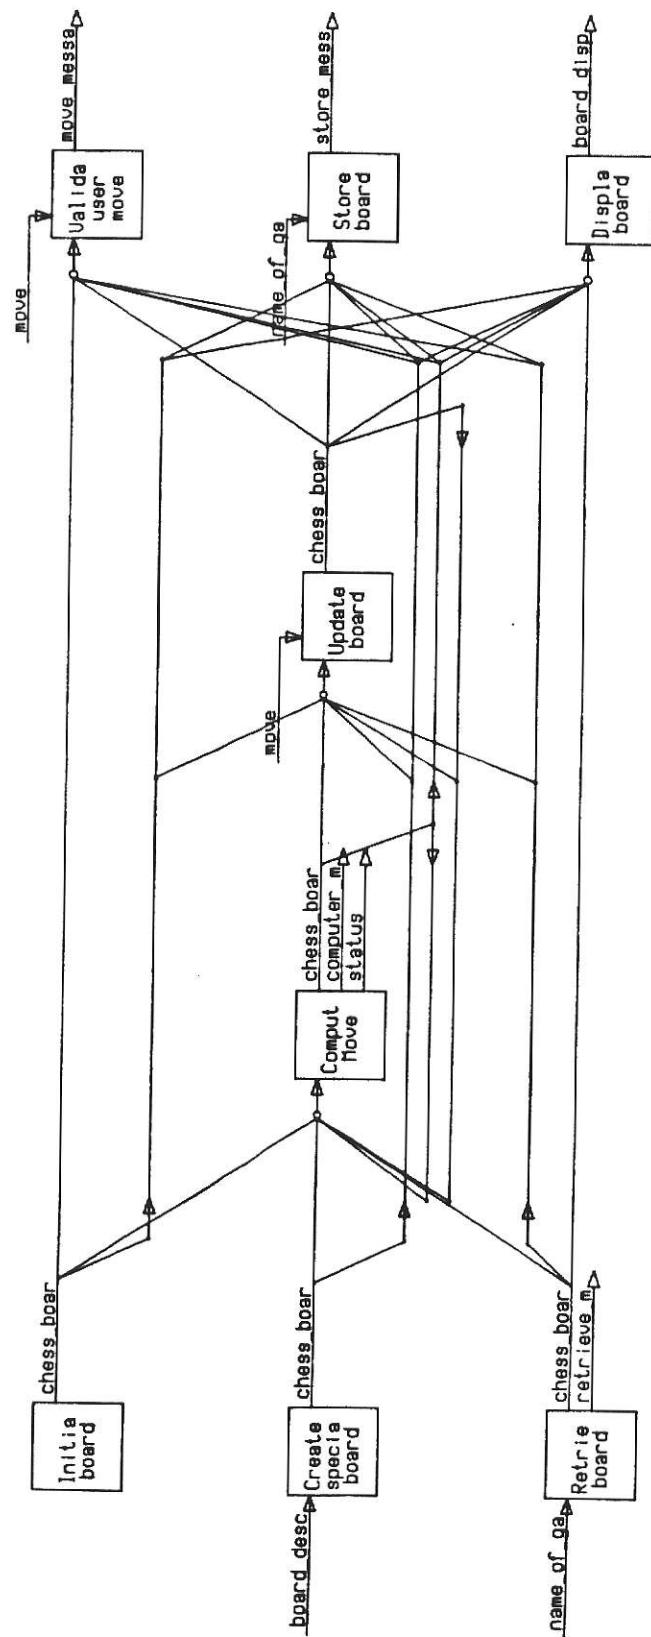 Initia
board
chess boar
move
Valida
user
move
move messa
board desc
Create
specia
board
chess boar
Comput
Move
chess boar
computer m
status
move
Update
board
chess boar
name of ga
Store
board
store mess
name of ga
Retrie
board
chess boar
retrieve m
Displa
board
board disp